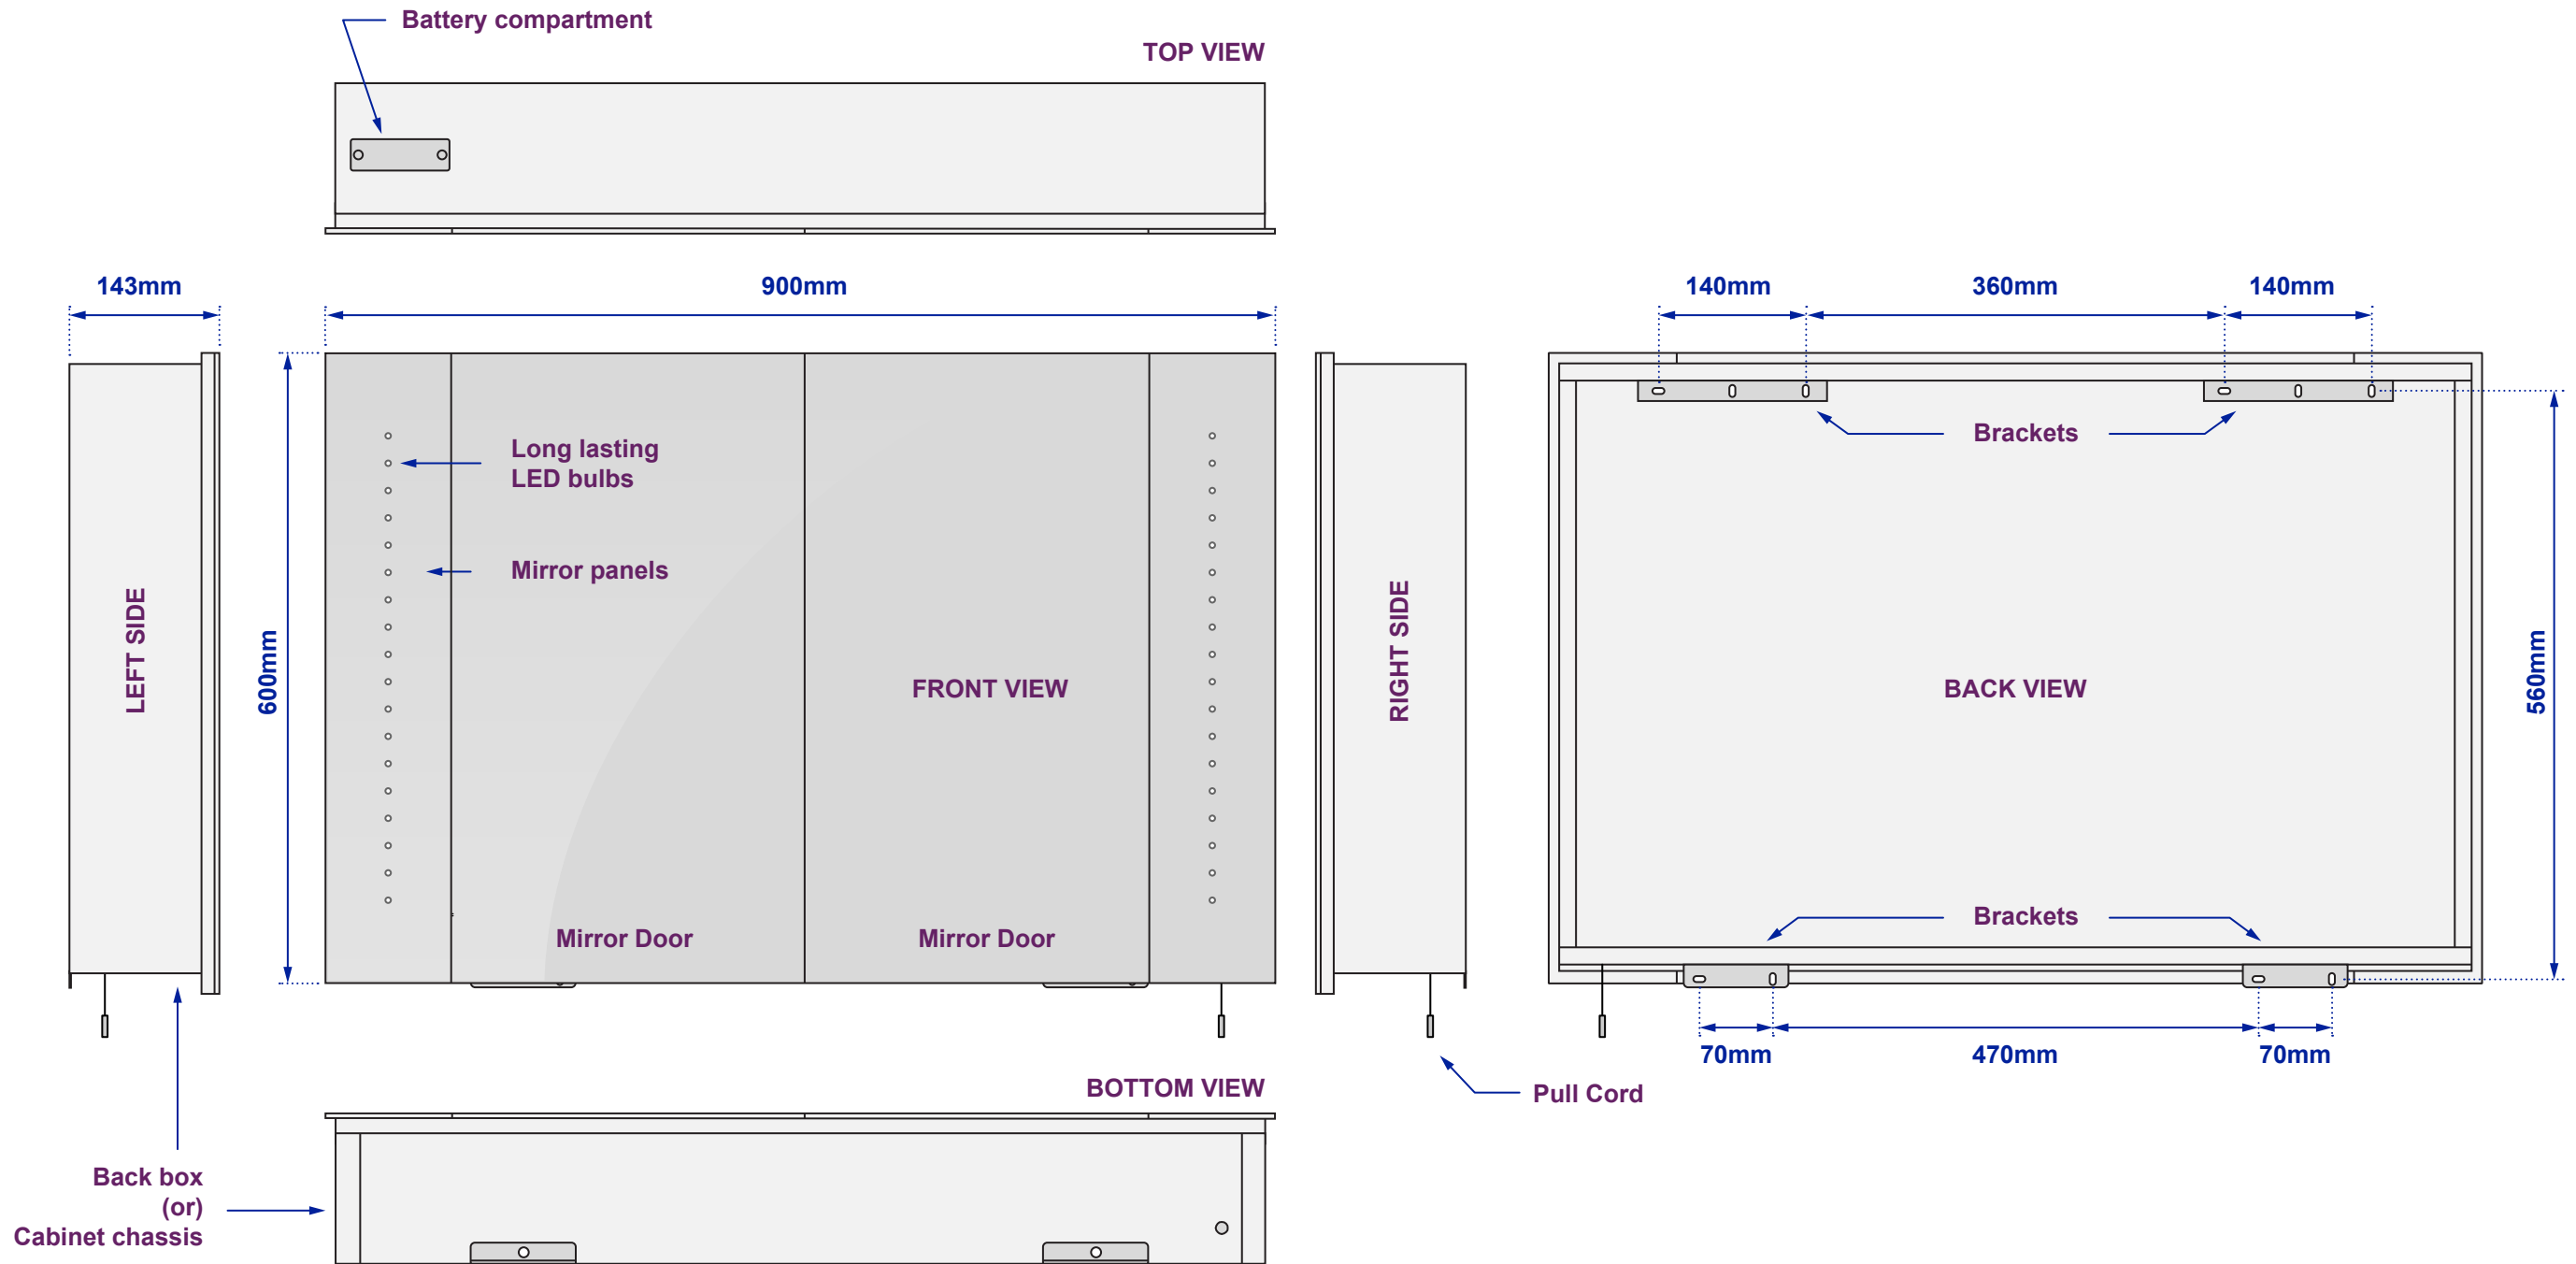 Battery compartment
TOP VIEW
143mm
900mm
140mm
360mm
140mm
Long lasting
LED bulbs
Mirror panels
Brackets
LEFT SIDE
600mm
FRONT VIEW
RIGHT SIDE
BACK VIEW
560mm
Mirror Door
Mirror Door
Brackets
70mm
470mm
70mm
BOTTOM VIEW
Pull Cord
Back box
(or)
Cabinet chassis